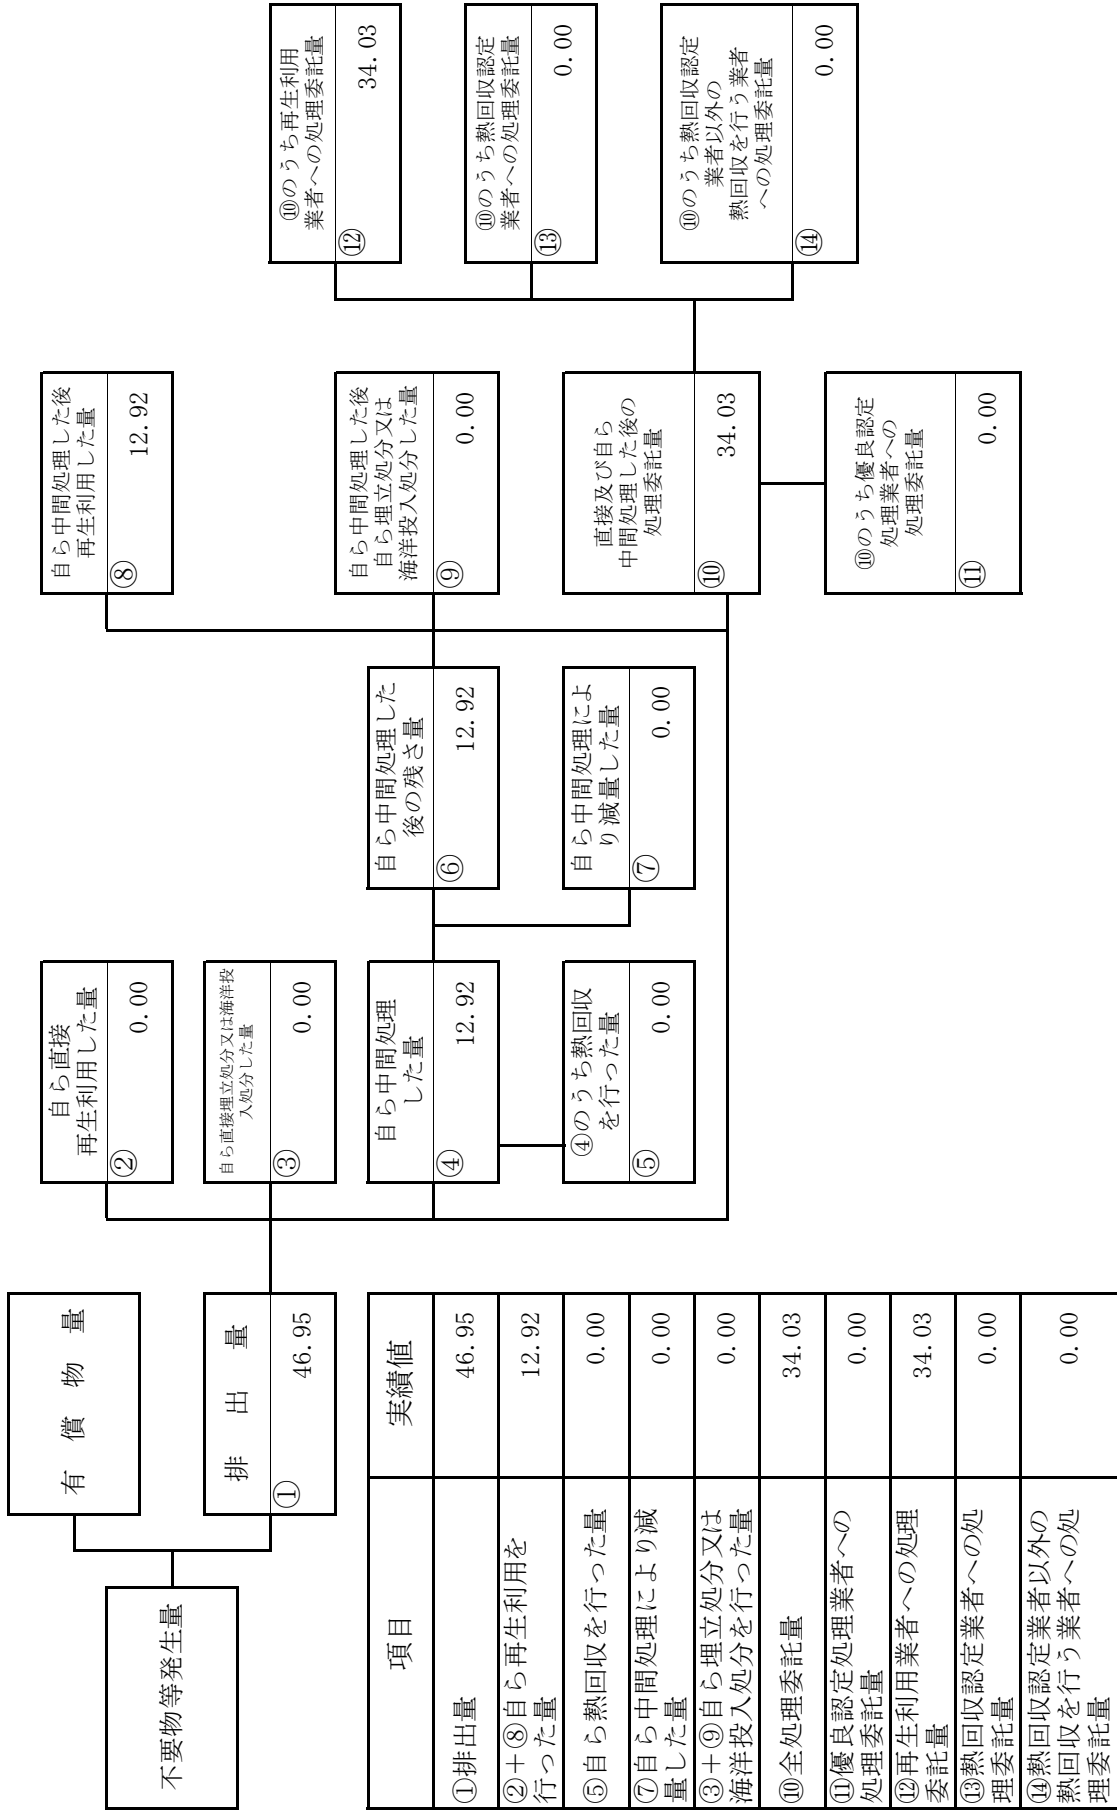 不要物等発生量
有償物量
排出量
①
46.95
自ら直接
再生利用した量
②
0.00
自ら直接埋立処分又は海洋投
入処分した量
③
0.00
自ら中間処理
した量
④
12.92
④のうち熱回収
を行った量
⑤
0.00
自ら中間処理した
後の残さ量
⑥
12.92
自ら中間処理によ
り減量した量
⑦
0.00
自ら中間処理した後
再生利用した量
⑧
12.92
自ら中間処理した後
自ら埋立処分又は
海洋投入処分した量
⑨
0.00
直接及び自ら
中間処理した後の
処理委託量
⑩
34.03
⑩のうち優良認定
処理業者への
処理委託量
⑪
0.00
⑩のうち再生利用
業者への処理委託量
⑫
34.03
⑩のうち熱回収認定
業者への処理委託量
⑬
0.00
⑩のうち熱回収認定
業者以外の
熱回収を行う業者
への処理委託量
⑭
0.00
項目 実績値
①排出量 46.95
②+⑧自ら再生利用を
行った量 12.92
⑤自ら熱回収を行った量 0.00
⑦自ら中間処理により減
量した量 0.00
③+⑨自ら埋立処分又は
海洋投入処分を行った量 0.00
⑩全処理委託量 34.03
⑪優良認定処理業者への
処理委託量 0.00
⑫再生利用業者への処理
委託量 34.03
⑬熱回収認定業者への処
理委託量 0.00
⑭熱回収認定業者以外の
熱回収を行う業者への処
理委託量 0.00